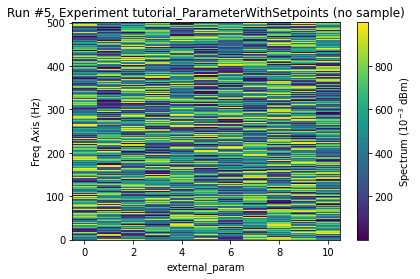 Run #5, Experiment tutorial_ParameterWithSetpoints (no sample)
500
400
300
200
100
0
Freq Axis (Hz)
0 2 4 6 8 10
external_param
800
600
400
200
Spectrum (10⁻³ dBm)